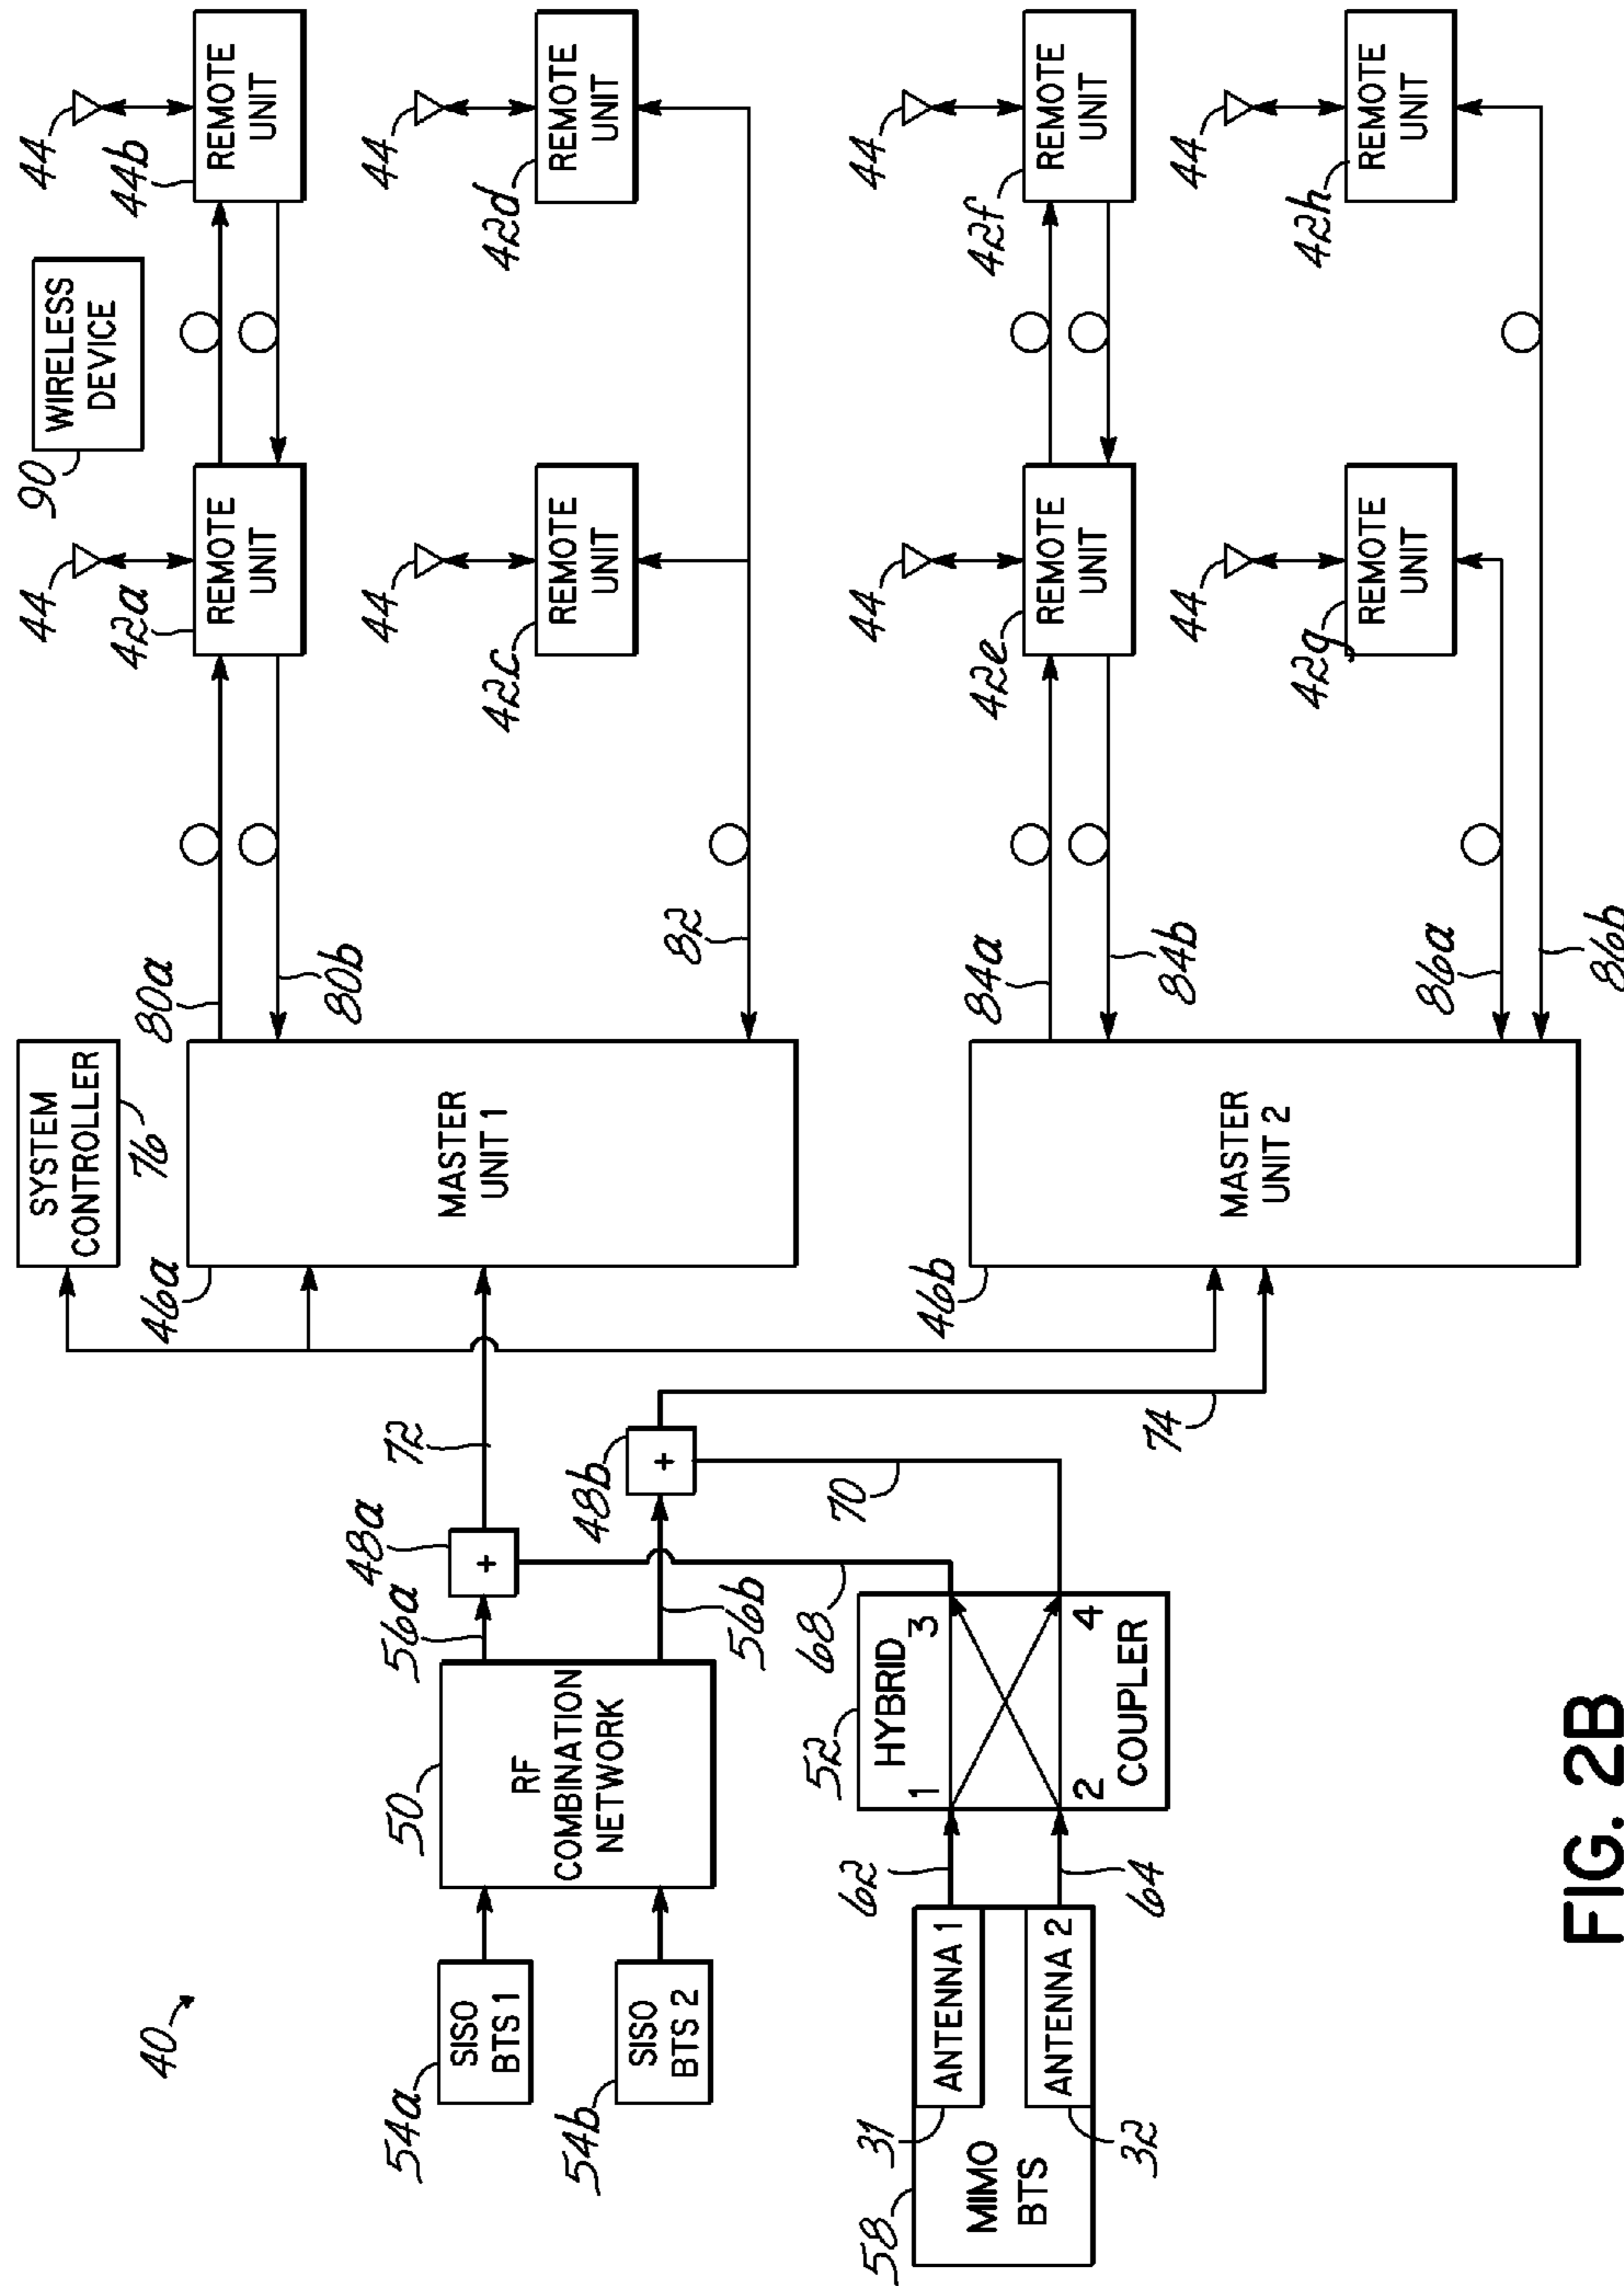 40
54a
SISO
BTS 1
54b
SISO
BTS 2
58
MIMO
BTS
31
ANTENNA 1
32
ANTENNA 2
62
64
50
RF
COMBINATION
NETWORK
52
HYBRID
1
3
2
4
COUPLER
56a
56b
48a
48b
68
70
72
74
SYSTEM
CONTROLLER
76
46a
MASTER
UNIT 1
46b
MASTER
UNIT 2
80a
80b
82
84a
84b
86a
86b
90
WIRELESS
DEVICE
44
42a
REMOTE
UNIT
44
44b
REMOTE
UNIT
44
42c
REMOTE
UNIT
44
42d
REMOTE
UNIT
44
42e
REMOTE
UNIT
44
42f
REMOTE
UNIT
44
42g
REMOTE
UNIT
44
42h
REMOTE
UNIT
+
+
FIG. 2B